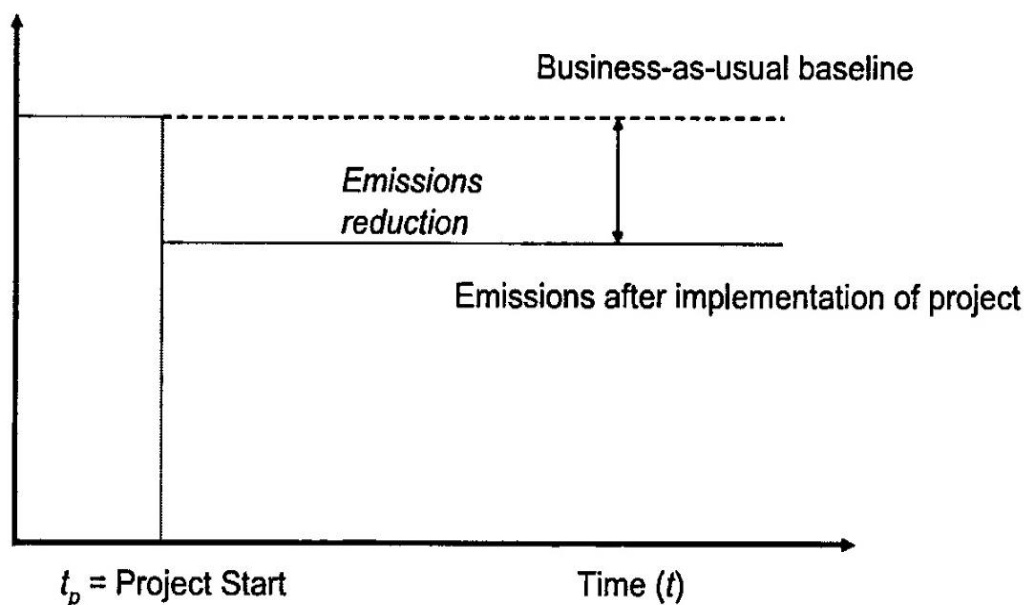 Business-as-usual baseline
Emissions
reduction
Emissions after implementation of project
tp = Project Start
Time (t)